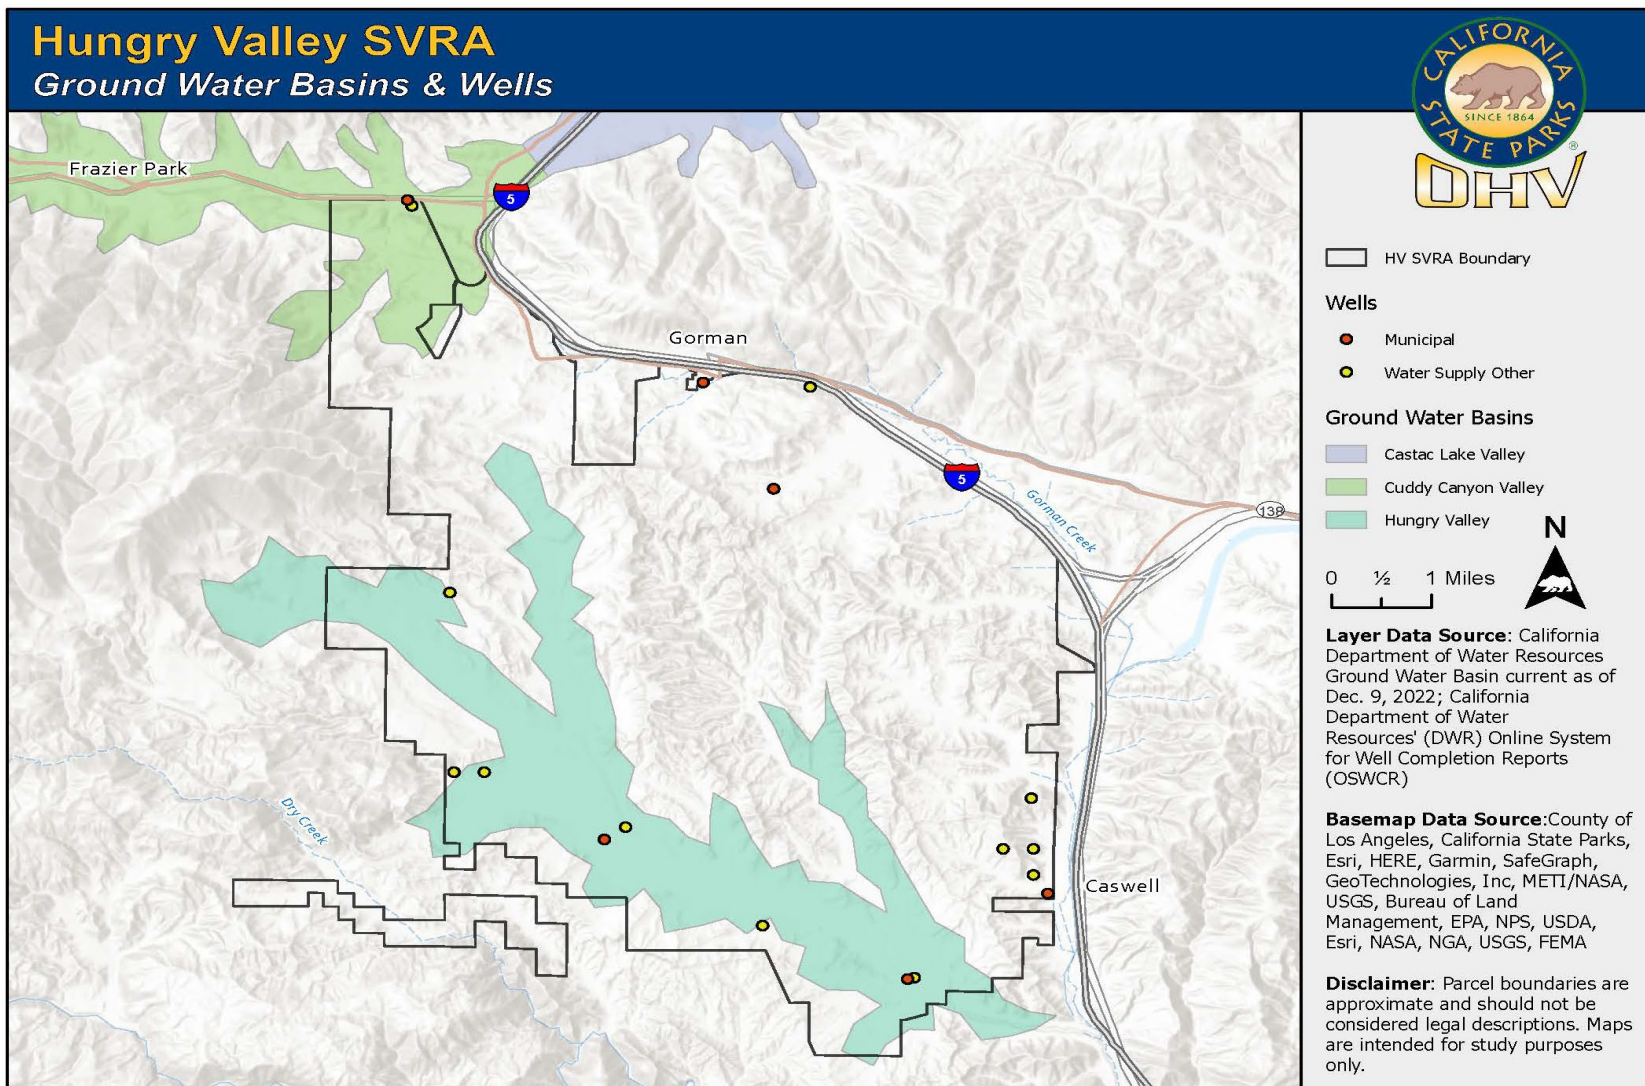 Hungry Valley SVRA
Ground Water Basins & Wells
CALIFORNIA
STATE PARKS
SINCE 1864
®
OHV
Frazier Park
5
Gorman
5
Gorman Creek
138
Dry Creek
Caswell
HV SVRA Boundary
Wells
Municipal
Water Supply Other
Ground Water Basins
Castac Lake Valley
Cuddy Canyon Valley
Hungry Valley
N
0 ½ 1 Miles
Layer Data Source: California
Department of Water Resources
Ground Water Basin current as of
Dec. 9, 2022; California
Department of Water
Resources' (DWR) Online System
for Well Completion Reports
(OSWCR)
Basemap Data Source:County of
Los Angeles, California State Parks,
Esri, HERE, Garmin, SafeGraph,
GeoTechnologies, Inc, METI/NASA,
USGS, Bureau of Land
Management, EPA, NPS, USDA,
Esri, NASA, NGA, USGS, FEMA
Disclaimer: Parcel boundaries are
approximate and should not be
considered legal descriptions. Maps
are intended for study purposes
only.